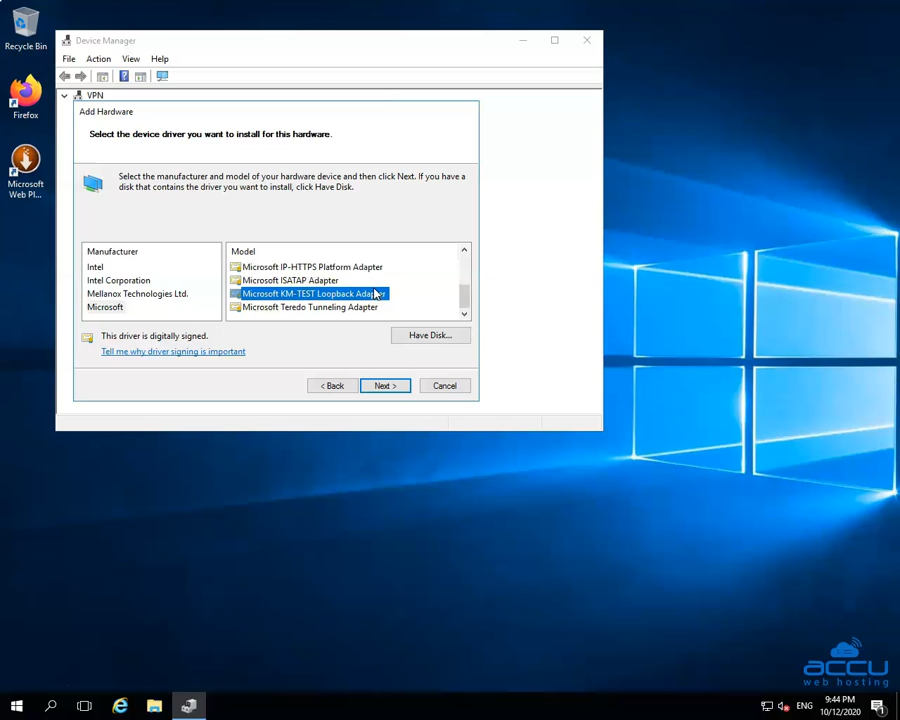 Recycle Bin
Firefox
Microsoft
Web Pl...
Device Manager
File Action View Help
VPN
Add Hardware
Select the device driver you want to install for this hardware.
Select the manufacturer and model of your hardware device and then click Next. If you have a
disk that contains the driver you want to install, click Have Disk.
Manufacturer
Intel
Intel Corporation
Mellanox Technologies Ltd.
Microsoft
Model
Microsoft IP-HTTPS Platform Adapter
Microsoft ISATAP Adapter
Microsoft KM-TEST Loopback Adapter
Microsoft Teredo Tunneling Adapter
This driver is digitally signed.
Tell me why driver signing is important
Have Disk...
< Back
Next >
Cancel
accu
web hosting
ENG
9:44 PM
10/12/2020
1